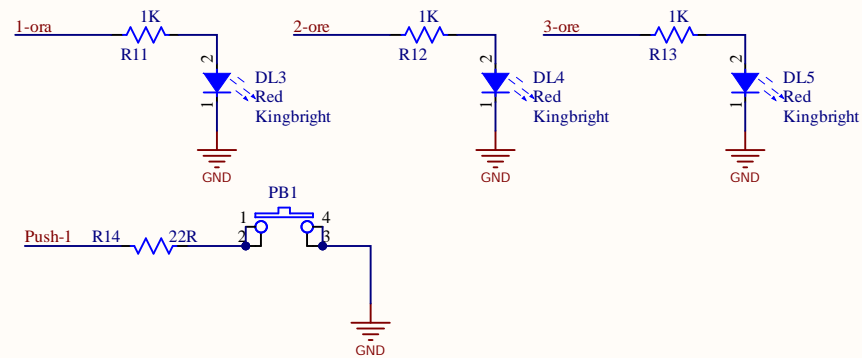 1-ora
1K
R11
2
1
DL3
Red
Kingbright
GND
2-ore
1K
R12
2
1
DL4
Red
Kingbright
GND
3-ore
1K
R13
2
1
DL5
Red
Kingbright
GND
Push-1
R14
22R
PB1
1
2
4
3
GND